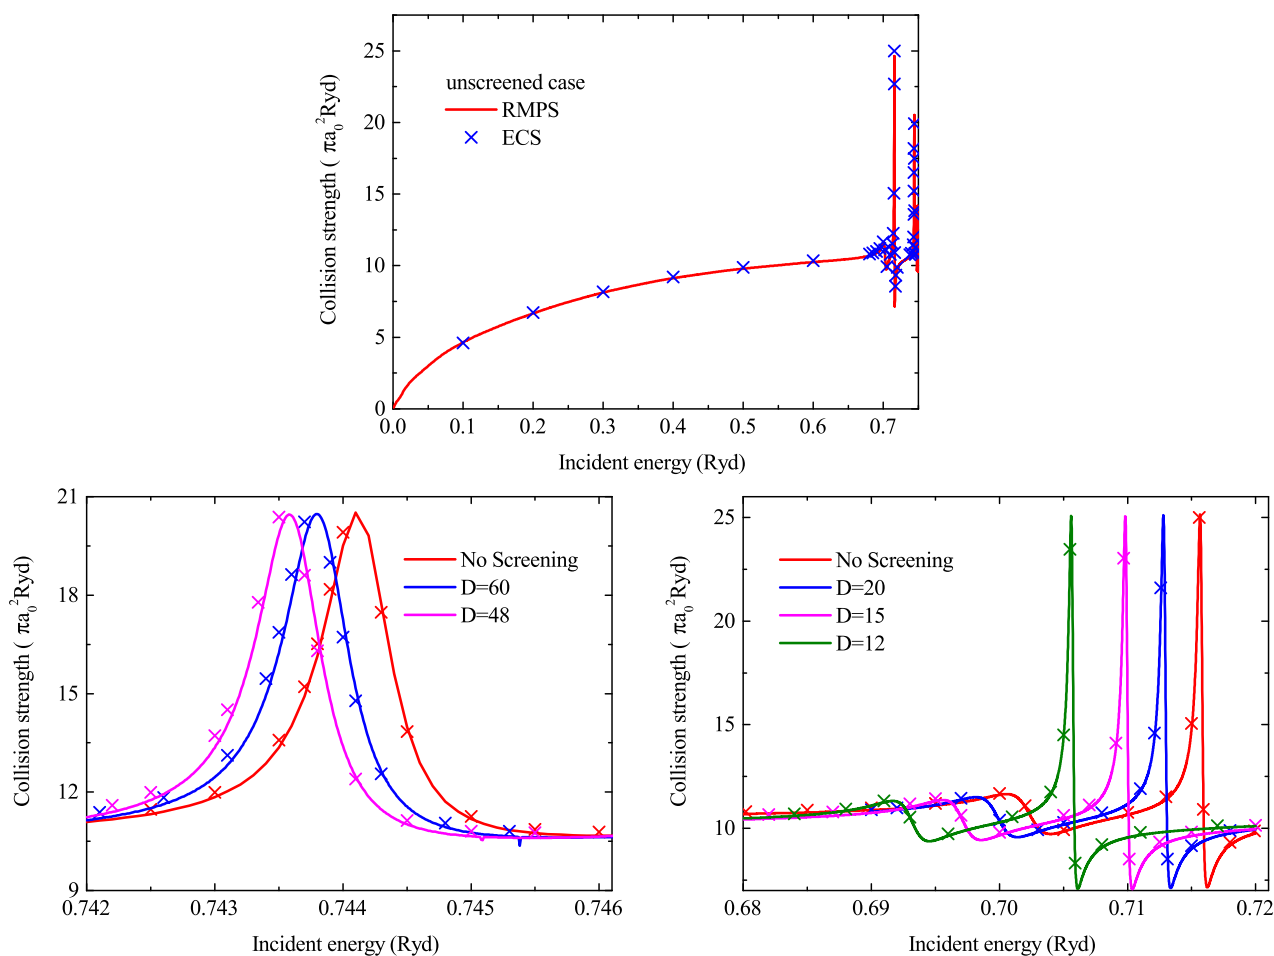 Collision strength ( πa₀²Ryd)
25
20
15
10
5
0
unscreened case
RMPS
ECS
0.0 0.1 0.2 0.3 0.4 0.5 0.6 0.7
Incident energy (Ryd)
Collision strength ( πa₀²Ryd)
21
18
15
12
9
No Screening
D=60
D=48
0.742 0.743 0.744 0.745 0.746
Incident energy (Ryd)
Collision strength ( πa₀²Ryd)
25
20
15
10
No Screening
D=20
D=15
D=12
0.68 0.69 0.70 0.71 0.72
Incident energy (Ryd)